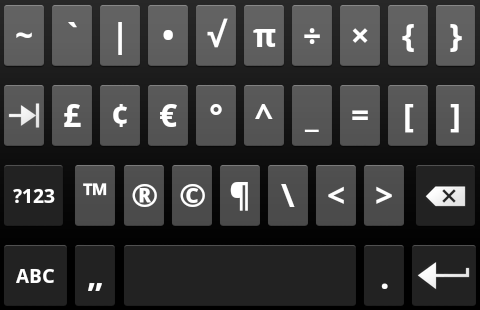 ~ ` | • √ π ÷ × { }
£ ¢ € ° ^ _ = [ ]
?123 ™ ® © ¶ \ < >
ABC „ .